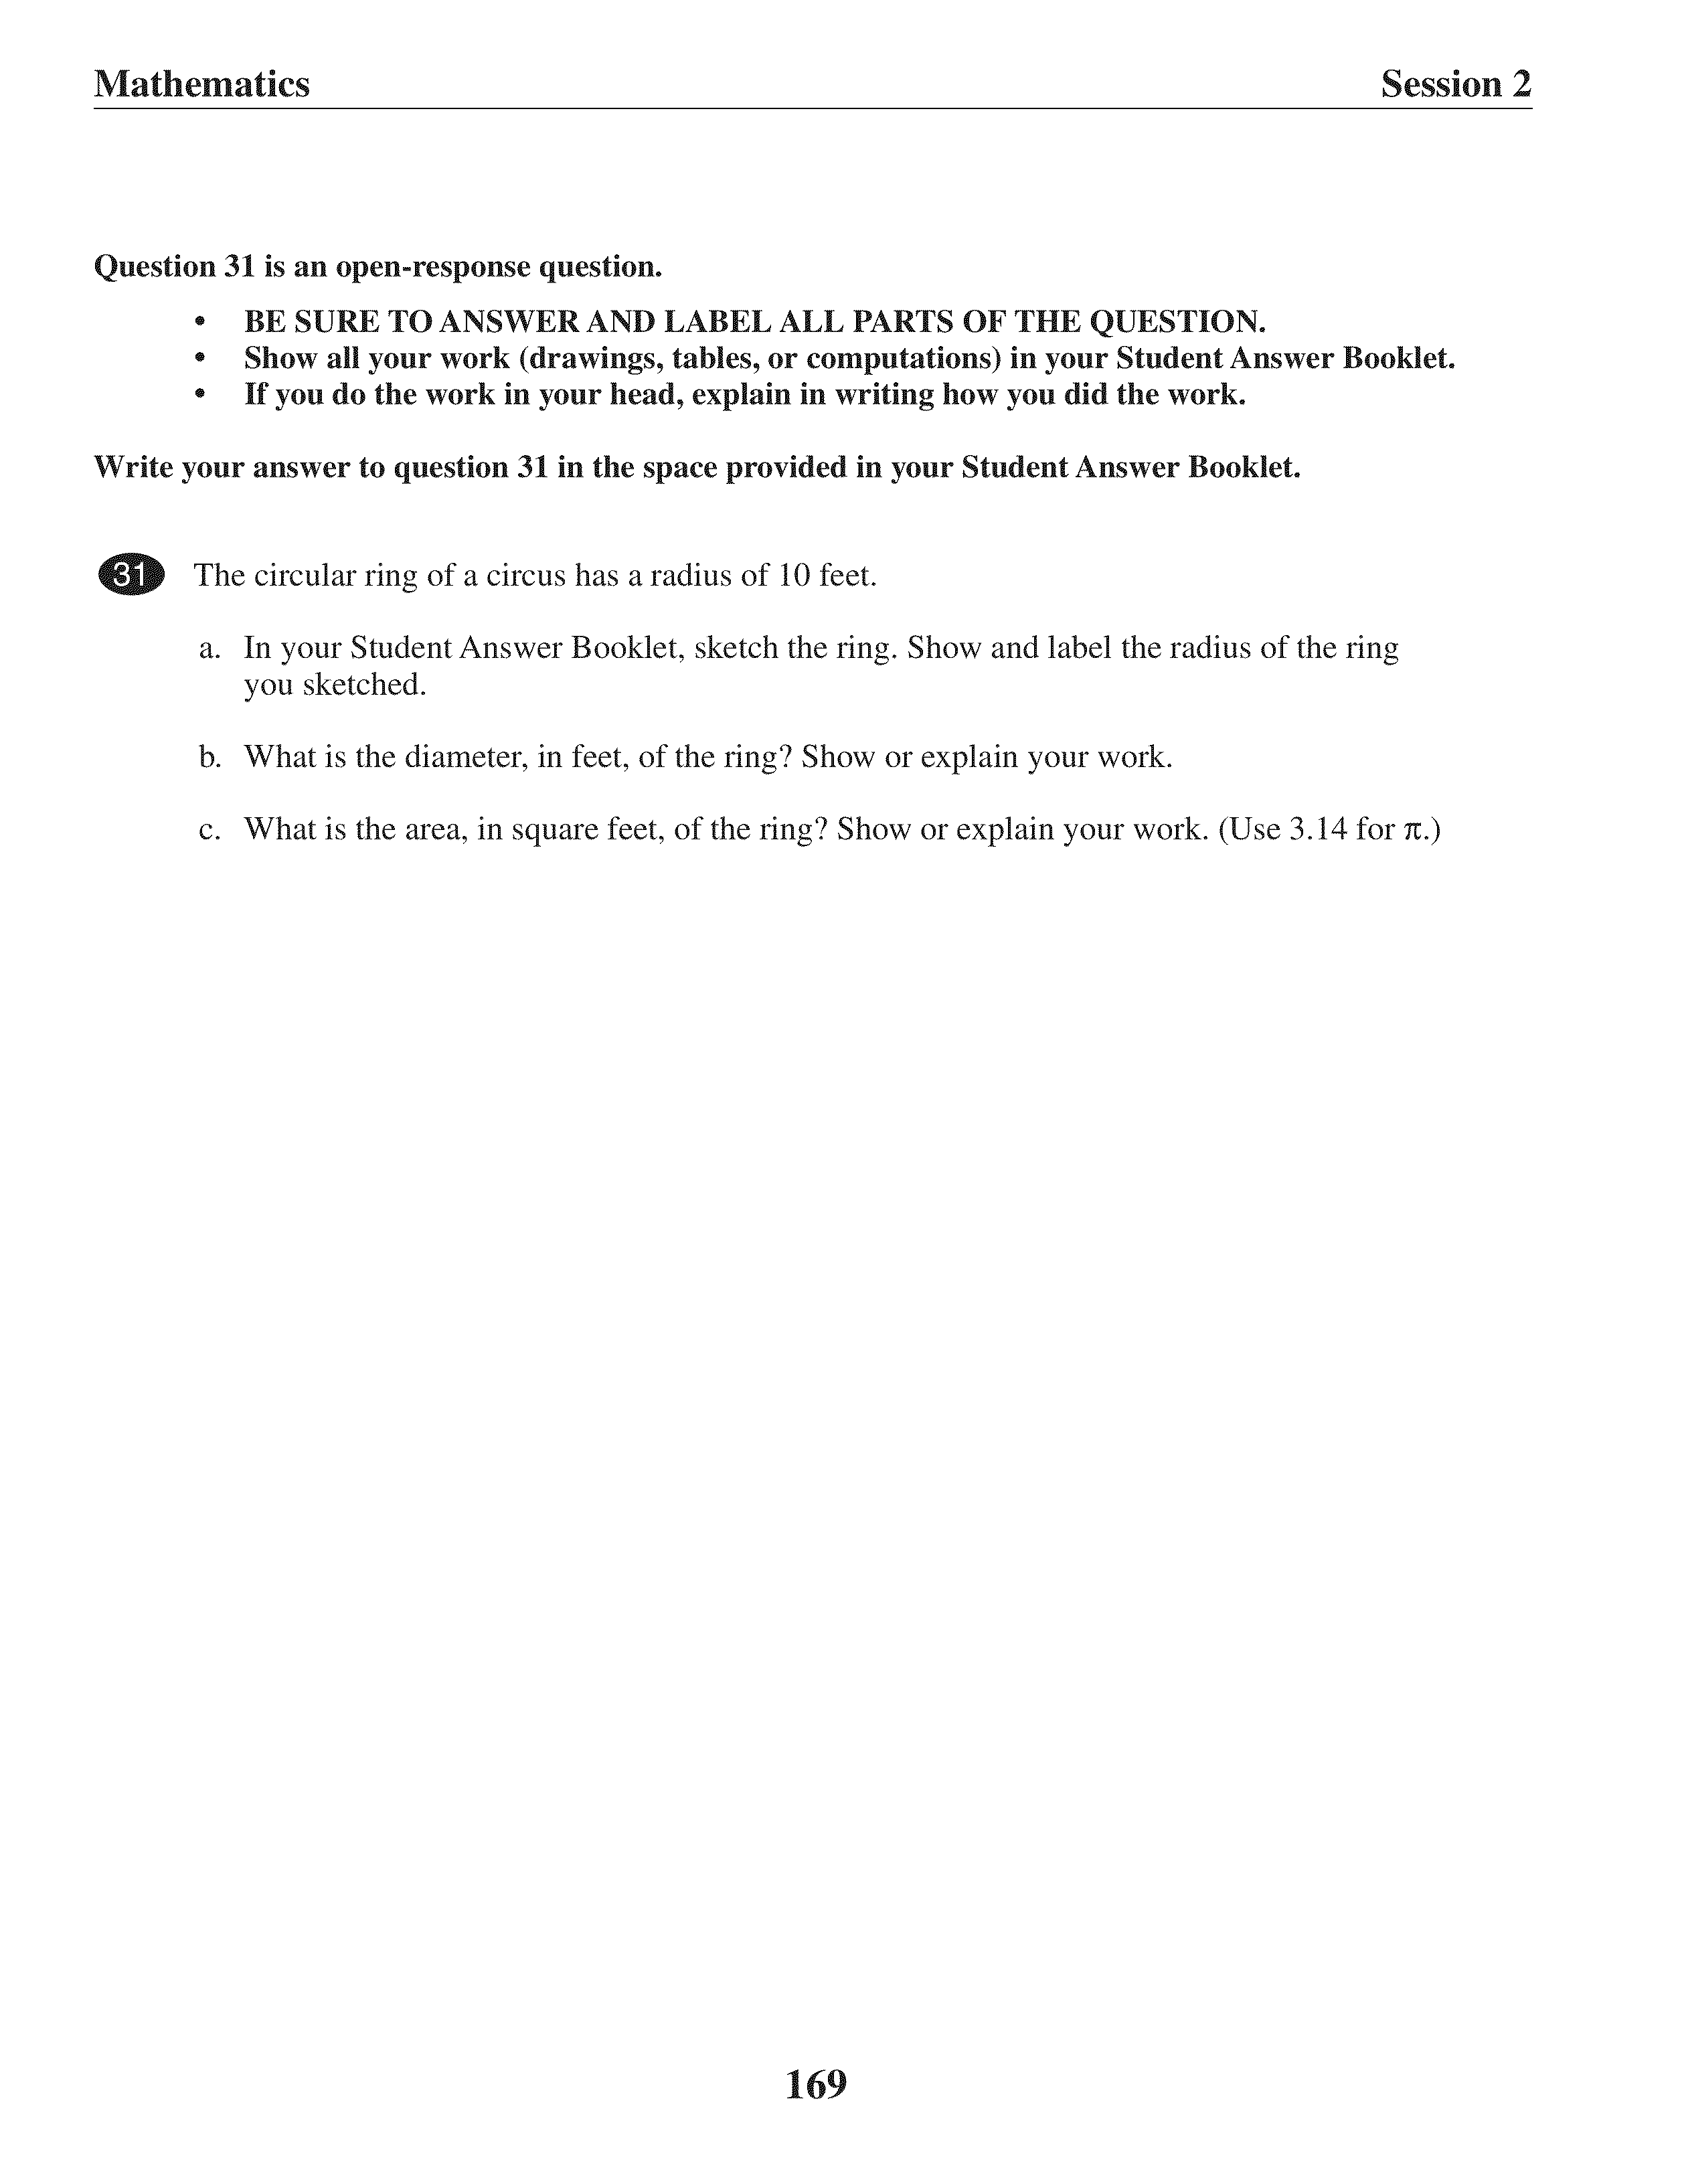 Mathematics Session 2
Question 31 is an open-response question.
• BE SURE TO ANSWER AND LABEL ALL PARTS OF THE QUESTION.
• Show all your work (drawings, tables, or computations) in your Student Answer Booklet.
• If you do the work in your head, explain in writing how you did the work.
Write your answer to question 31 in the space provided in your Student Answer Booklet.
31 The circular ring of a circus has a radius of 10 feet.
a. In your Student Answer Booklet, sketch the ring. Show and label the radius of the ring
you sketched.
b. What is the diameter, in feet, of the ring? Show or explain your work.
c. What is the area, in square feet, of the ring? Show or explain your work. (Use 3.14 for π.)
169